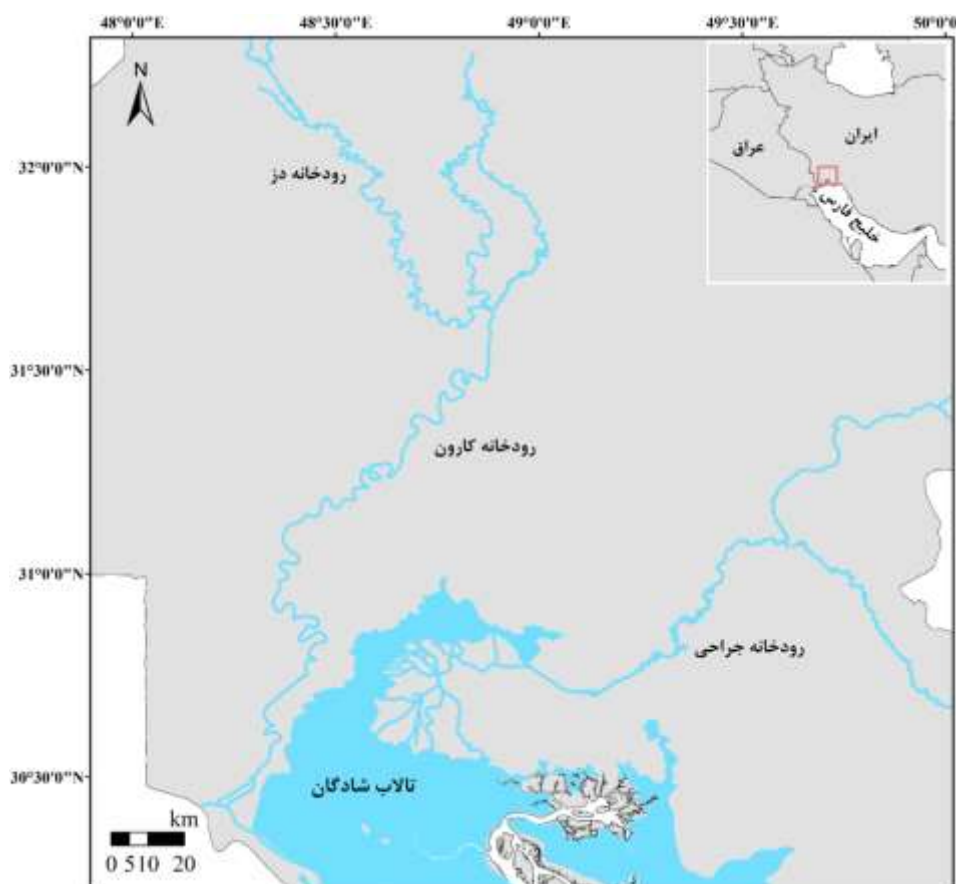 48°0'0"E 48°30'0"E 49°0'0"E 49°30'0"E 50°0'0
N
ایران
عراق
خلیج فارس
32°0'0"N
رودخانه دز
31°30'0"N
رودخانه کارون
31°0'0"N
رودخانه جراحی
30°30'0"N
تالاب شادگان
km
0 510 20